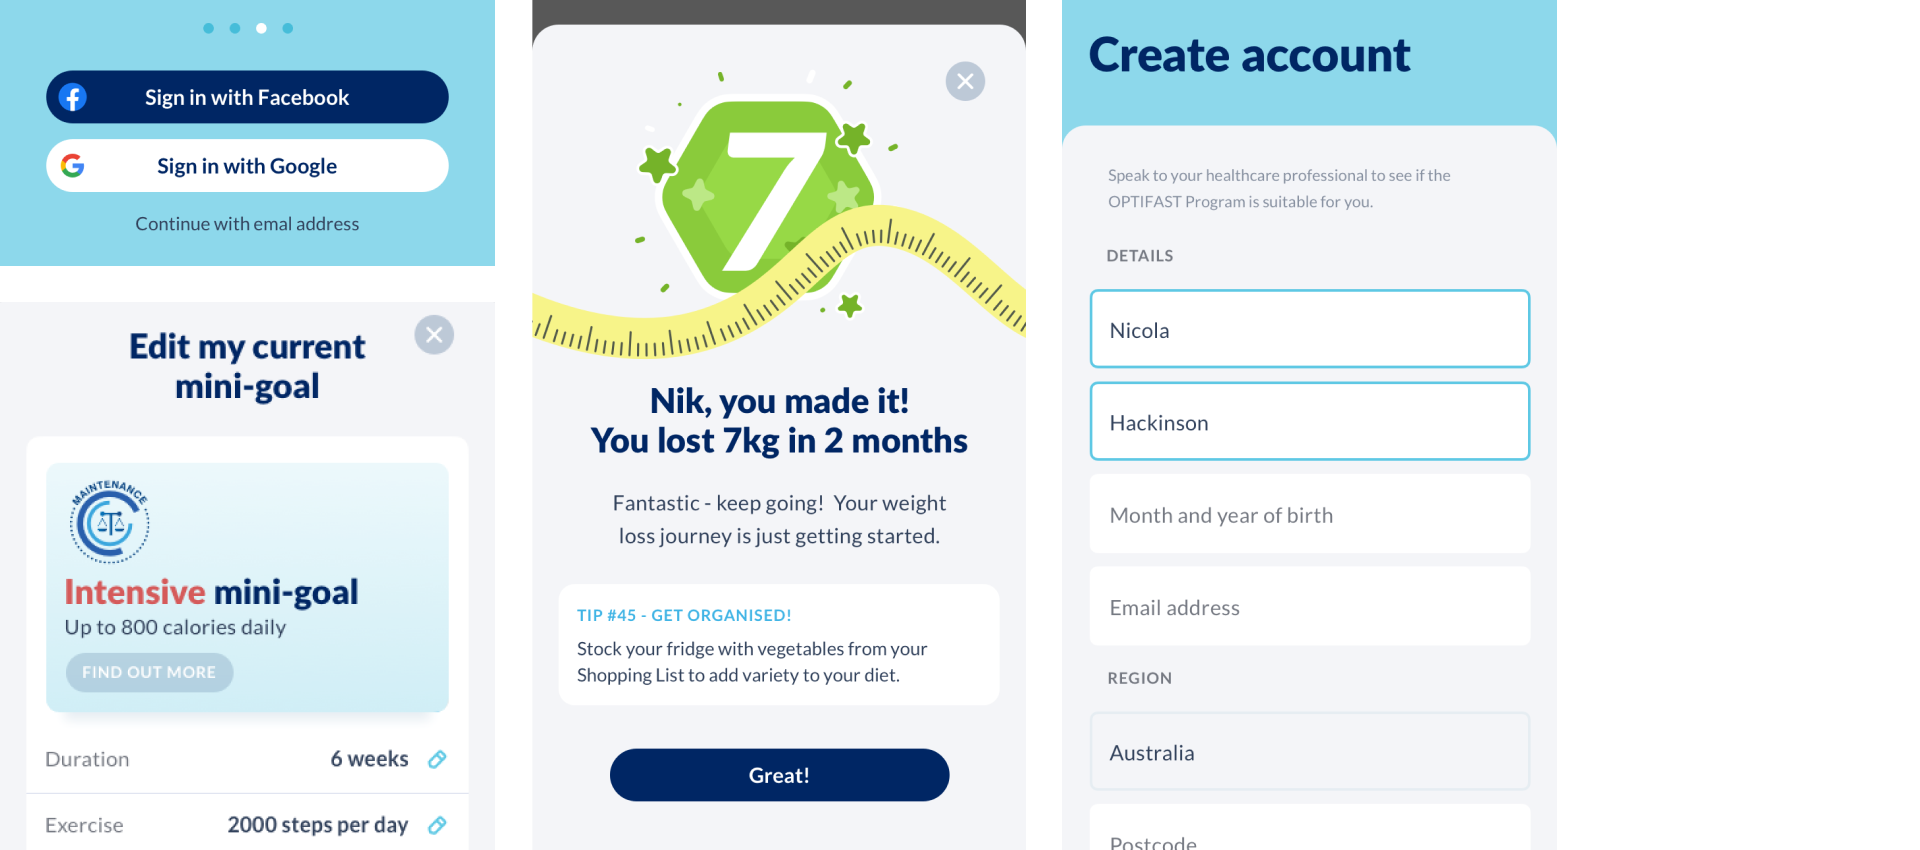 Sign in with Facebook
Sign in with Google
Continue with emal address
Edit my current
mini-goal
MAINTENANCE
Intensive mini-goal
Up to 800 calories daily
FIND OUT MORE
Duration 6 weeks
Exercise 2000 steps per day
7
Nik, you made it!
You lost 7kg in 2 months
Fantastic - keep going! Your weight
loss journey is just getting started.
TIP #45 - GET ORGANISED!
Stock your fridge with vegetables from your
Shopping List to add variety to your diet.
Great!
Create account
Speak to your healthcare professional to see if the
OPTIFAST Program is suitable for you.
DETAILS
Nicola
Hackinson
Month and year of birth
Email address
REGION
Australia
Postcode